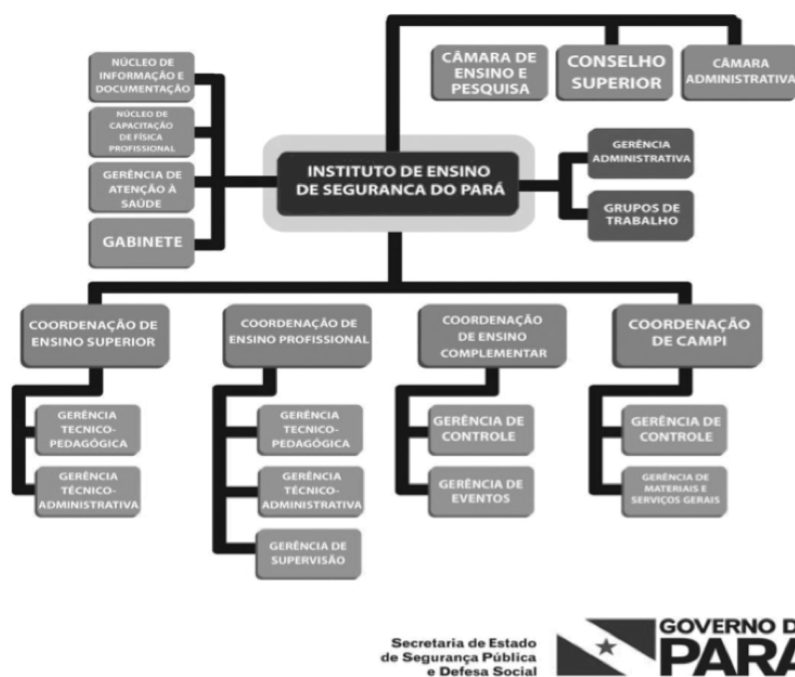 NÚCLEO DE
INFORMAÇÃO E
DOCUMENTAÇÃO
NÚCLEO DE
CAPACITAÇÃO
DE FÍSICA
PROFISSIONAL
GERÊNCIA DE
ATENÇÃO À
SAÚDE
GABINETE
CÂMARA DE
ENSINO E
PESQUISA
CONSELHO
SUPERIOR
CÂMARA
ADMINISTRATIVA
INSTITUTO DE ENSINO
DE SEGURANCA DO PARÁ
GERÊNCIA
ADMINISTRATIVA
GRUPOS DE
TRABALHO
COORDENAÇÃO DE
ENSINO SUPERIOR
COORDENAÇÃO DE
ENSINO PROFISSIONAL
COORDENAÇÃO
DE ENSINO
COMPLEMENTAR
COORDENAÇÃO
DE CAMPI
GERÊNCIA
TECNICO-
PEDAGÓGICA
GERÊNCIA
TÉCNICO-
ADMINISTRATIVA
GERÊNCIA
TECNICO-
PEDAGÓGICA
GERÊNCIA
TÉCNICO-
ADMINISTRATIVA
GERÊNCIA DE
SUPERVISÃO
GERÊNCIA DE
CONTROLE
GERÊNCIA DE
EVENTOS
GERÊNCIA DE
CONTROLE
GERÊNCIA DE
MATERIAIS E
SERVIÇOS GERAIS
Secretaria de Estado
de Segurança Pública
e Defesa Social
GOVERNO D
PARÁ